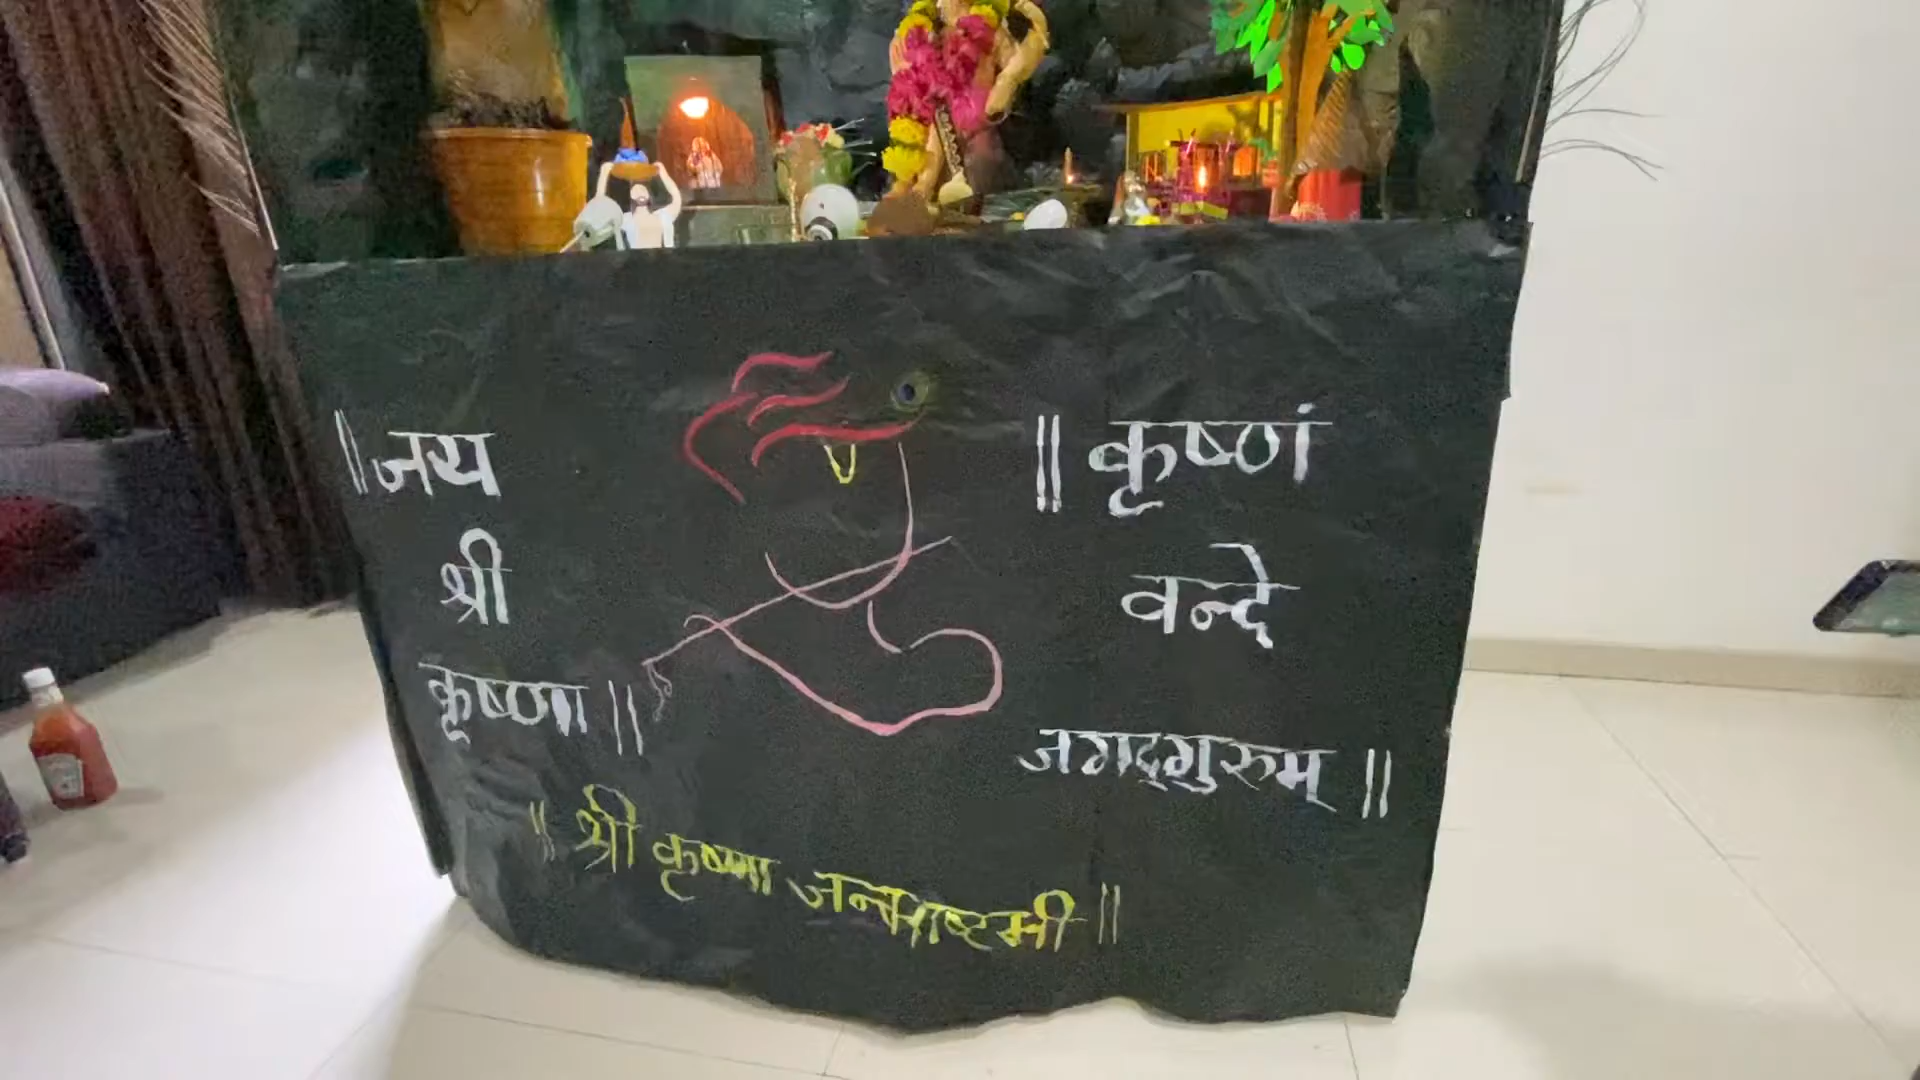 ॥ जय
श्री
कृष्णा ॥
॥ कृष्णं
वन्दे
जगद्गुरुम् ॥
॥ श्री कृष्णा जन्माष्टमी ॥